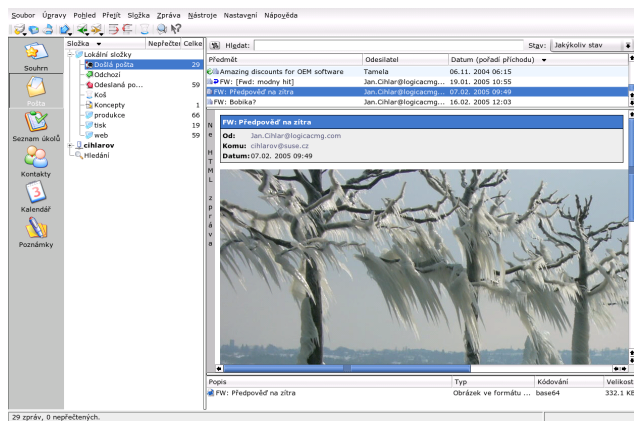 Soubor Úpravy Pohled Přejít Složka Zpráva Nástroje Nastavení Nápověda
Souhrn
Pošta
Seznam úkolů
Kontakty
Kalendář
Poznámky
Složka Nepřečten Celke
Lokální složky
Došlá pošta 29
Odchozí
Odeslaná po... 59
Koš
Koncepty 1
produkce 66
tisk 19
web 59
cihlarov
Hledání
Hledat: Stav: Jakýkoliv stav
Předmět Odesilatel Datum (pořadí příchodu)
Amazing discounts for OEM software Tamela 06.11. 2004 06:15
FW: [Fwd: modny hit] Jan.Cihlar@logicacmg... 19.01. 2005 10:55
FW: Předpověď na zítra Jan.Cihlar@logicacmg... 07.02. 2005 09:49
FW: Bobika? Jan.Cihlar@logicacmg... 16.02. 2005 12:03
Ne HTML zpráva
FW: Předpověď na zítra
Od: Jan.Cihlar@logicacmg.com
Komu: cihlarov@suse.cz
Datum: 07.02. 2005 09:49
Popis Typ Kódování Velikost
FW: Předpověď na zítra Obrázek ve formátu ... base64 332.1 KB
29 zpráv, 0 nepřečtených.